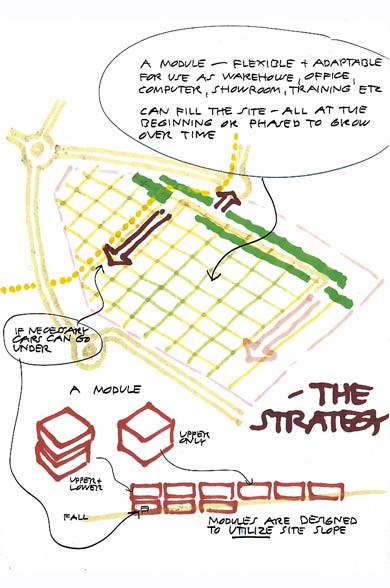 A MODULE — FLEXIBLE + ADAPTABLE
FOR USE AS WAREHOUSE, OFFICE,
COMPUTER, SHOWROOM, TRAINING ETC
CAN FILL THE SITE — ALL AT THE
BEGINNING OR PHASED TO GROW
OVER TIME
IF NECESSARY
CARS CAN GO
UNDER
- THE
STRATEGY
A MODULE
UPPER
ONLY
UPPER +
LOWER
FALL
P
MODULES ARE DESIGNED
TO UTILIZE SITE SLOPE